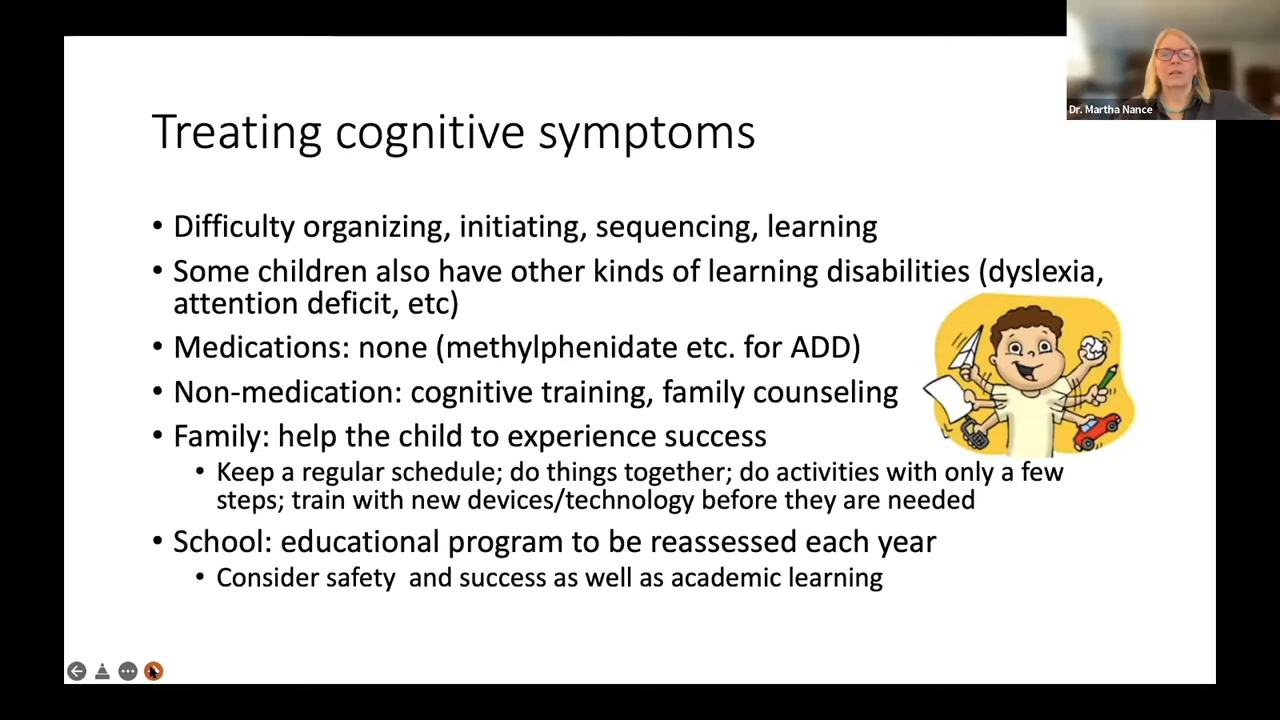 Dr. Martha Nance
Treating cognitive symptoms
• Difficulty organizing, initiating, sequencing, learning
• Some children also have other kinds of learning disabilities (dyslexia,
attention deficit, etc)
• Medications: none (methylphenidate etc. for ADD)
• Non-medication: cognitive training, family counseling
• Family: help the child to experience success
• Keep a regular schedule; do things together; do activities with only a few
steps; train with new devices/technology before they are needed
• School: educational program to be reassessed each year
• Consider safety  and success as well as academic learning